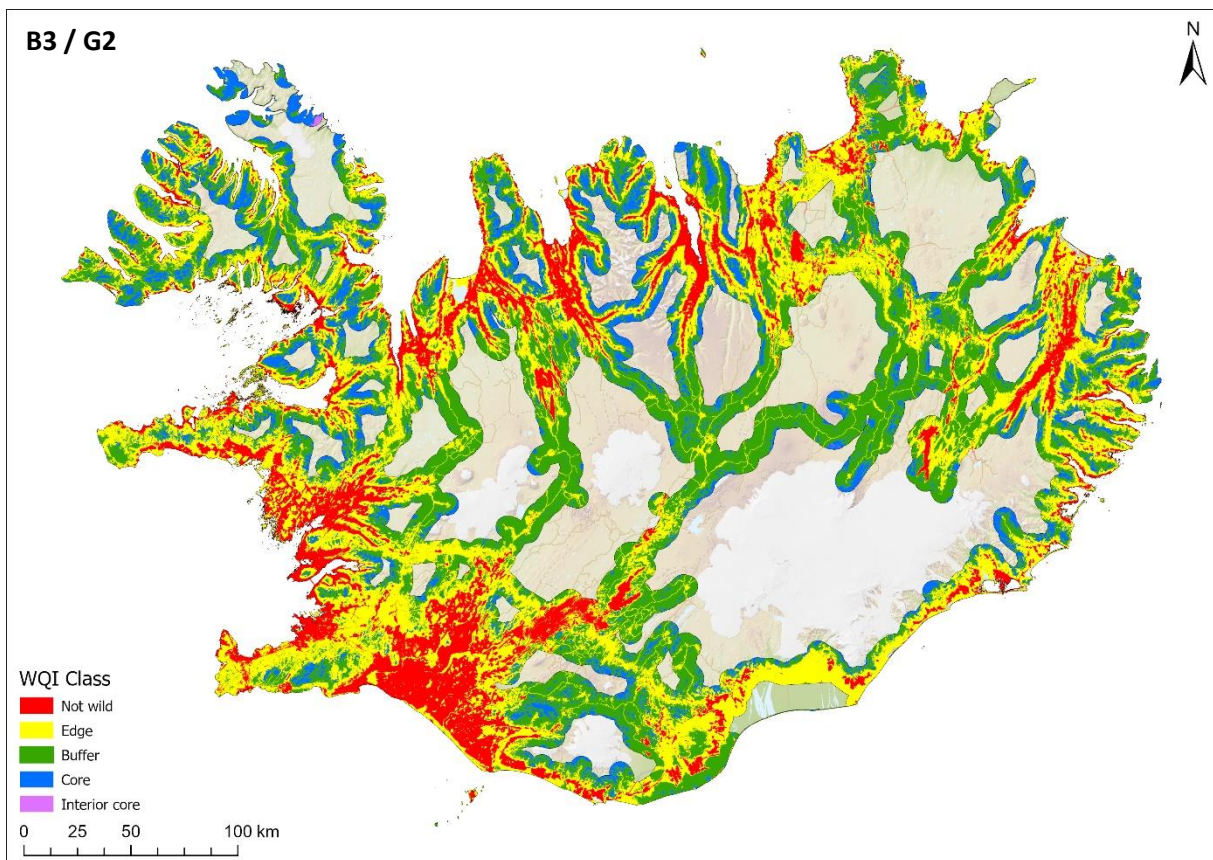 B3 / G2
N
WQI Class
Not wild
Edge
Buffer
Core
Interior core
0 25 50 100 km